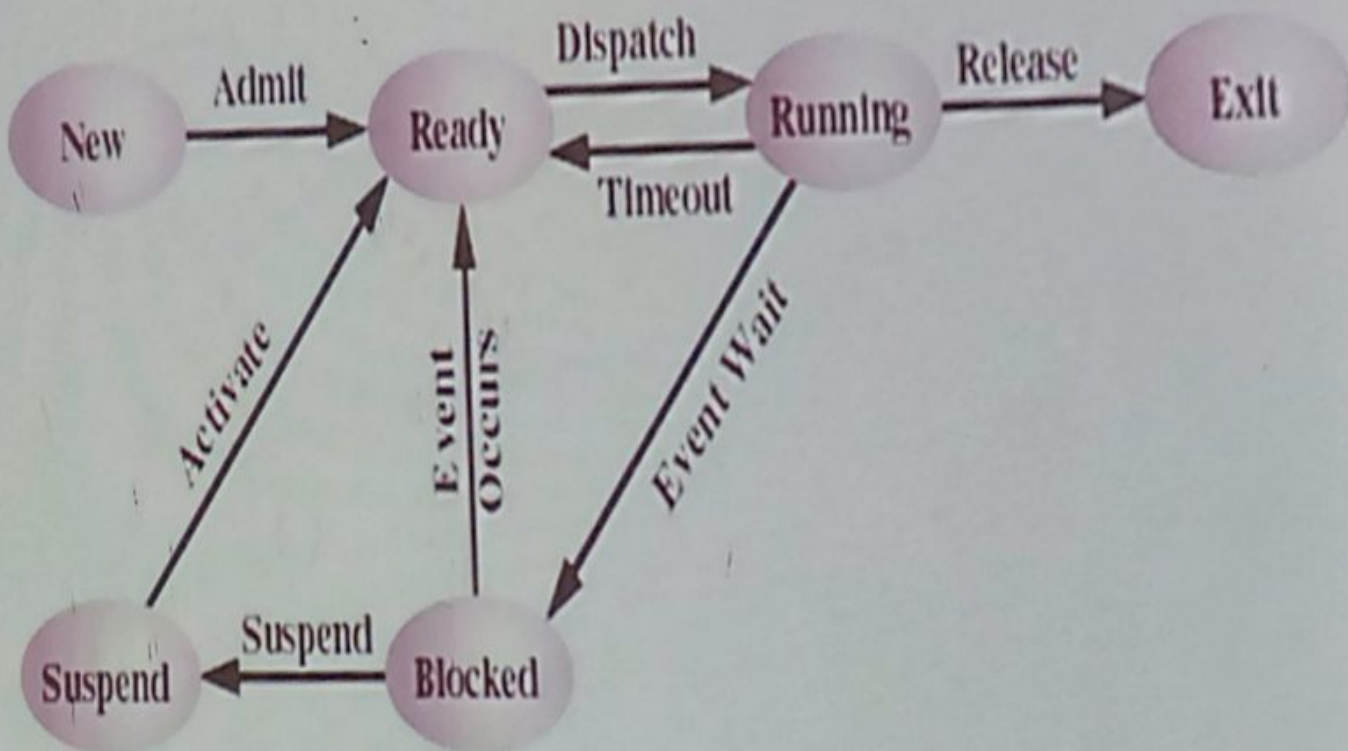 New
Admit
Ready
Dispatch
Timeout
Running
Release
Exit
Activate
Event
Occurs
Event Wait
Suspend
Suspend
Blocked